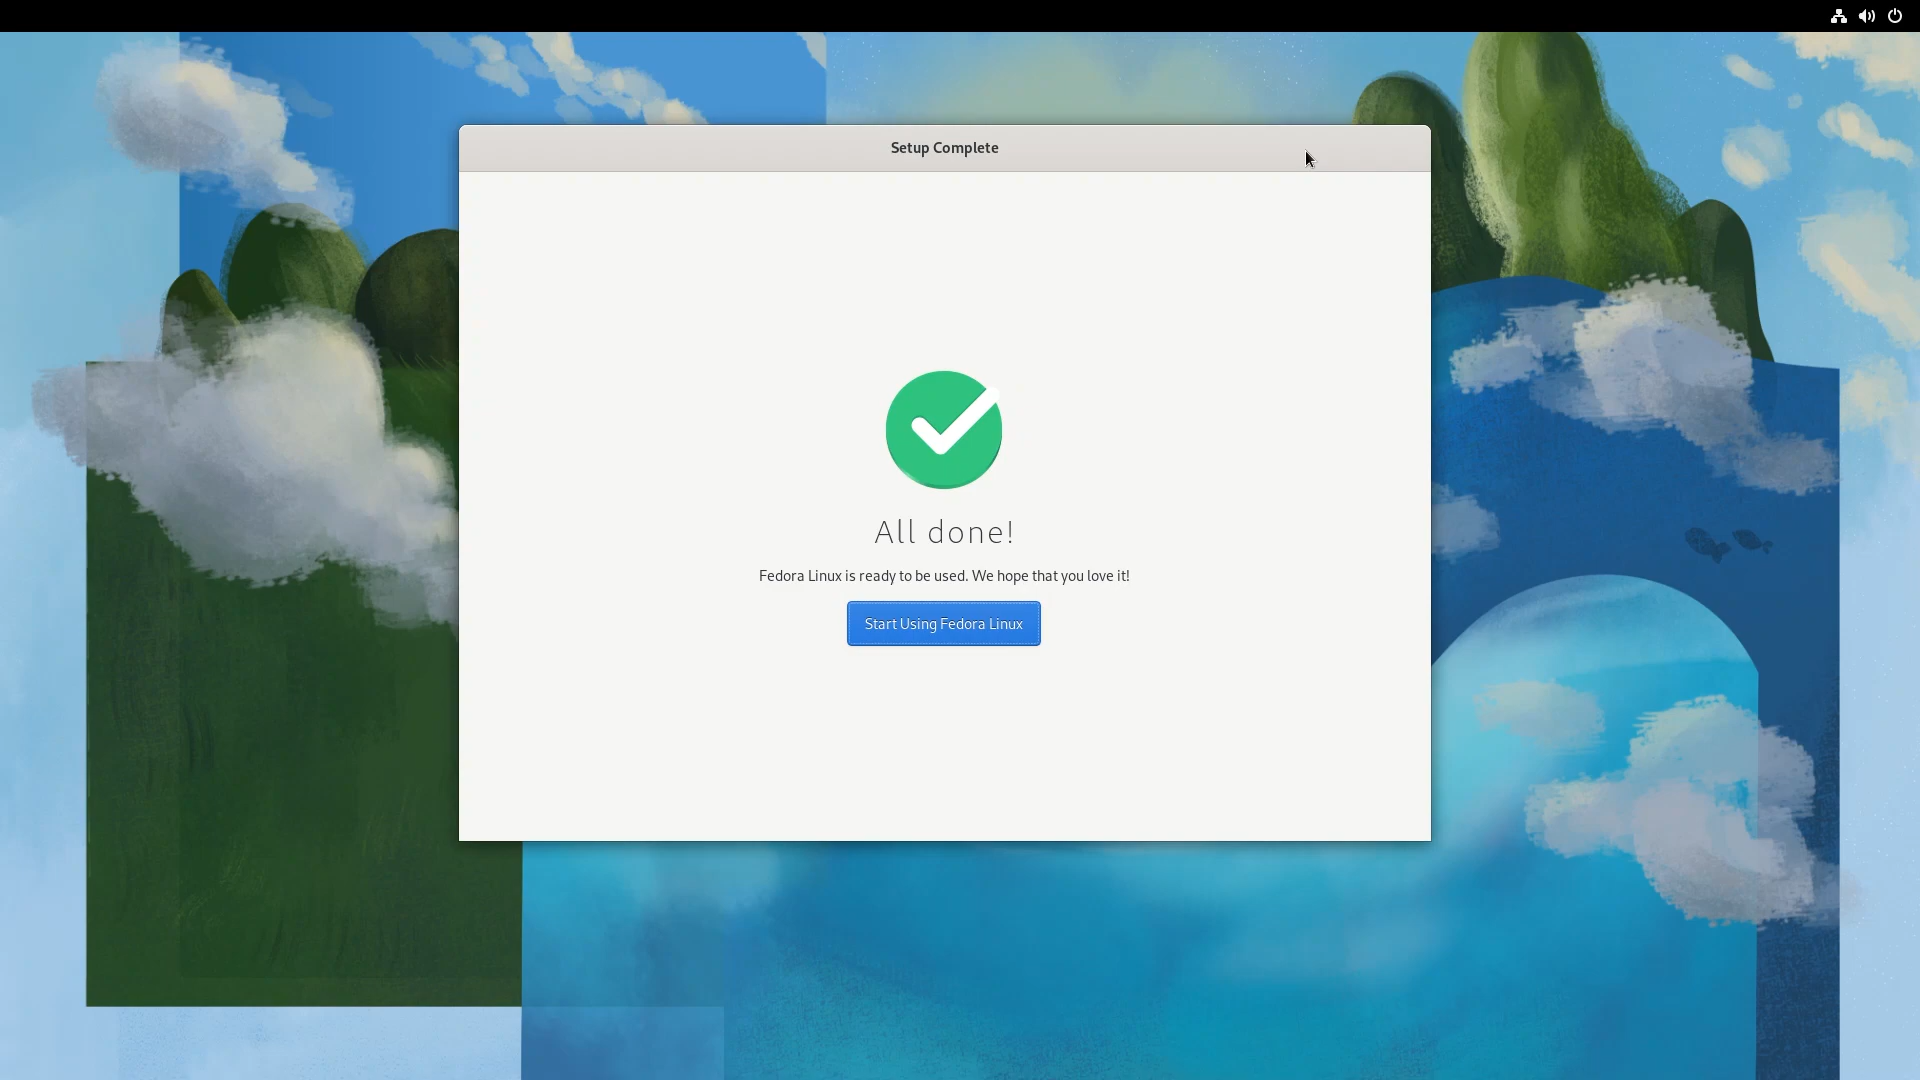 Setup Complete
All done!
Fedora Linux is ready to be used. We hope that you love it!
Start Using Fedora Linux